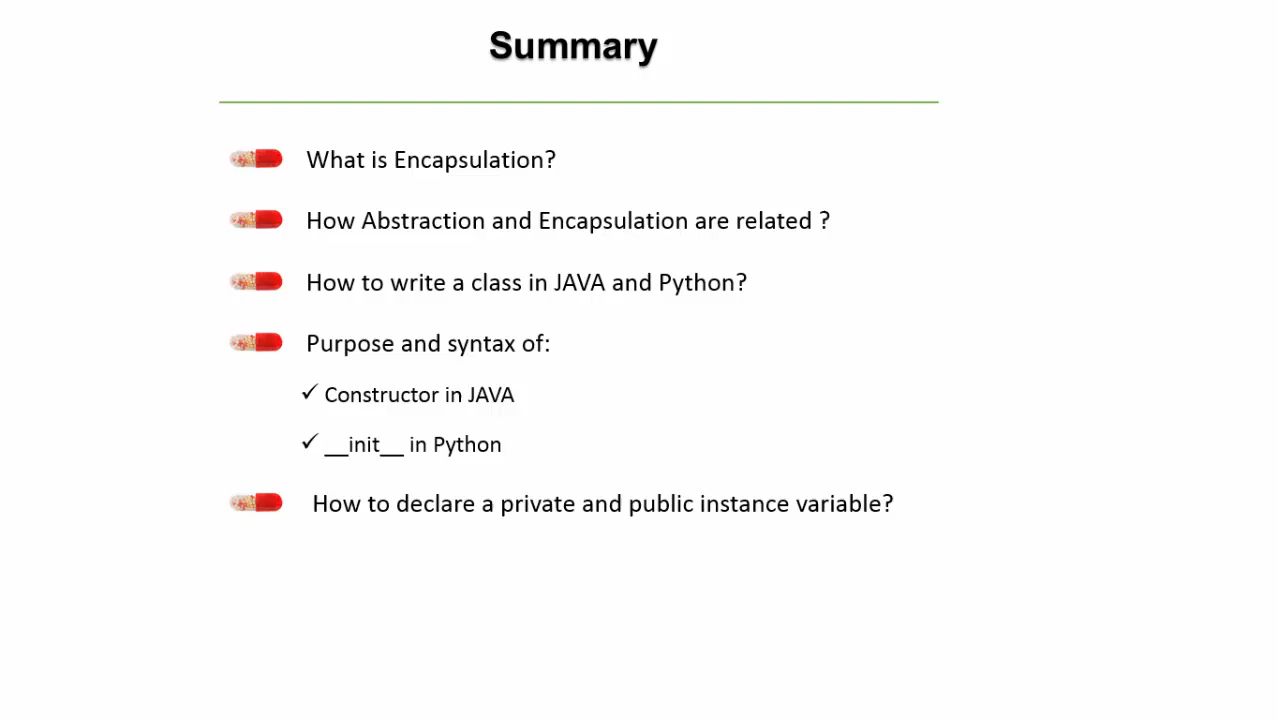 Summary
What is Encapsulation?
How Abstraction and Encapsulation are related ?
How to write a class in JAVA and Python?
Purpose and syntax of:
✓ Constructor in JAVA
✓ __init__ in Python
How to declare a private and public instance variable?